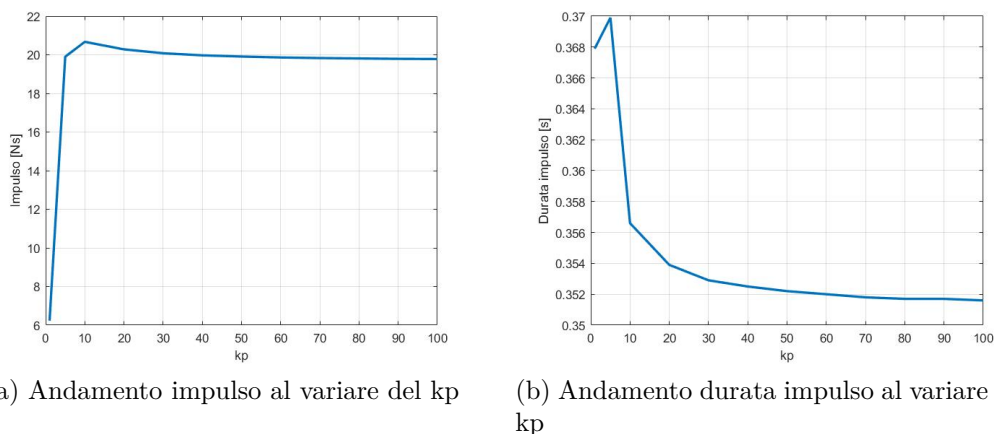 22
20
18
16
14
12
10
8
6
Impulso [Ns]
0 10 20 30 40 50 60 70 80 90 100
kp
0.37
0.368
0.366
0.364
0.362
0.36
0.358
0.356
0.354
0.352
0.35
Durata impulso [s]
0 10 20 30 40 50 60 70 80 90 100
kp
a) Andamento impulso al variare del kp
(b) Andamento durata impulso al variare
kp